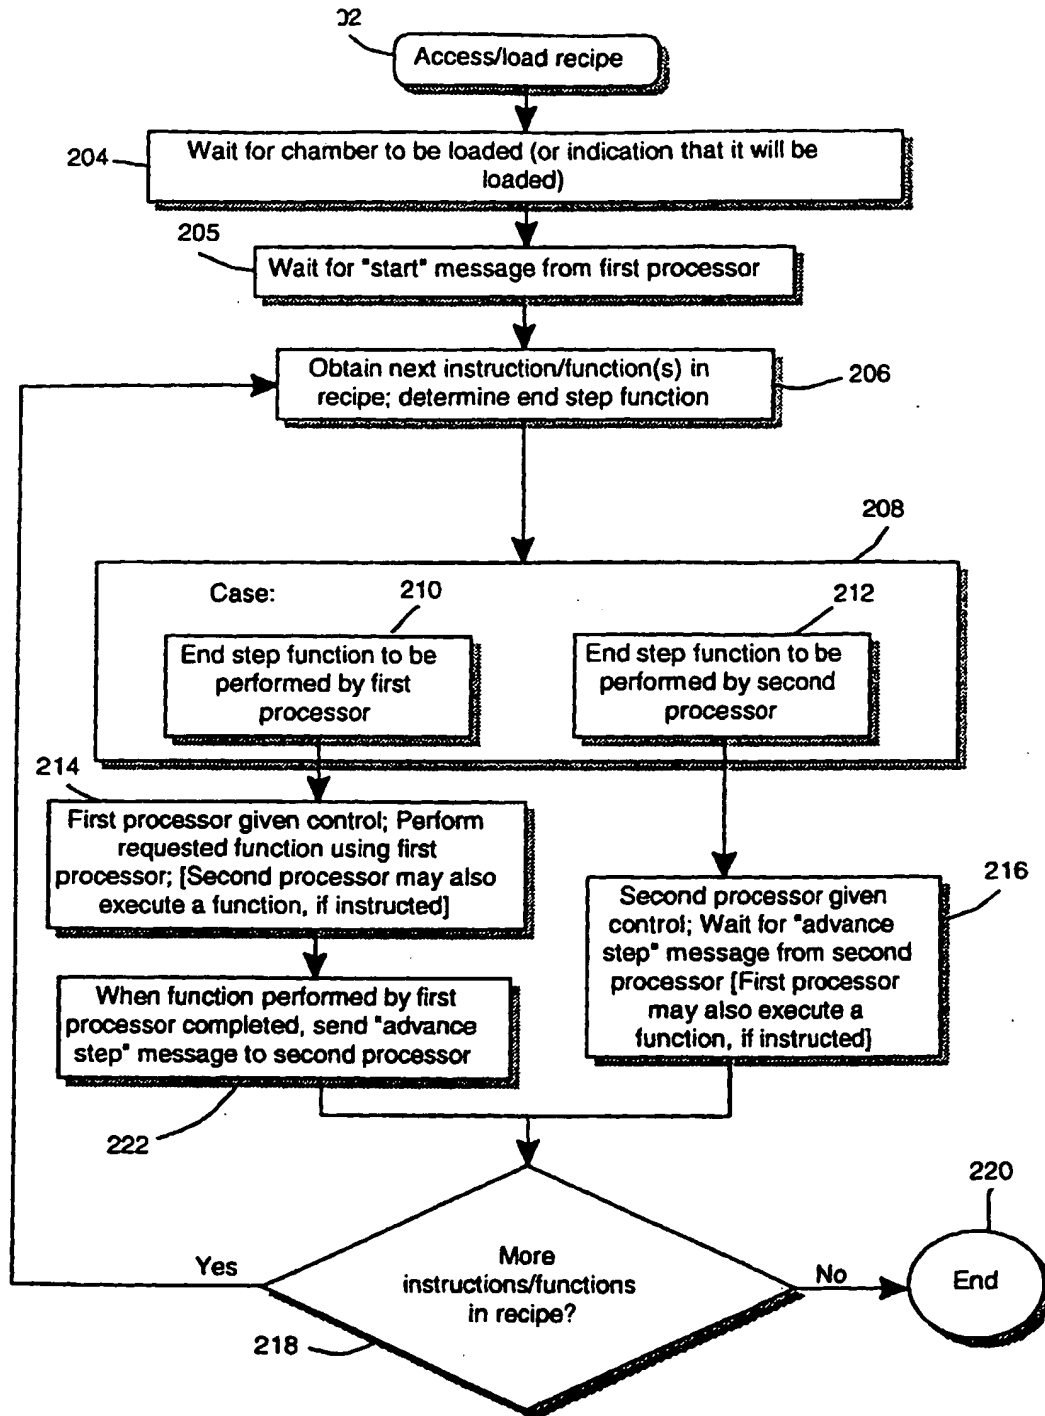 02
Access/load recipe
204
Wait for chamber to be loaded (or indication that it will be
loaded)
205
Wait for "start" message from first processor
Obtain next instruction/function(s) in
recipe; determine end step function
206
208
Case:
210
212
End step function to be
performed by first
processor
End step function to be
performed by second
processor
214
First processor given control; Perform
requested function using first
processor; [Second processor may also
execute a function, if instructed]
216
Second processor given
control; Wait for "advance
step" message from second
processor [First processor
may also execute a
function, if instructed]
When function performed by first
processor completed, send "advance
step" message to second processor
222
220
Yes
More
instructions/functions
in recipe?
No
End
218